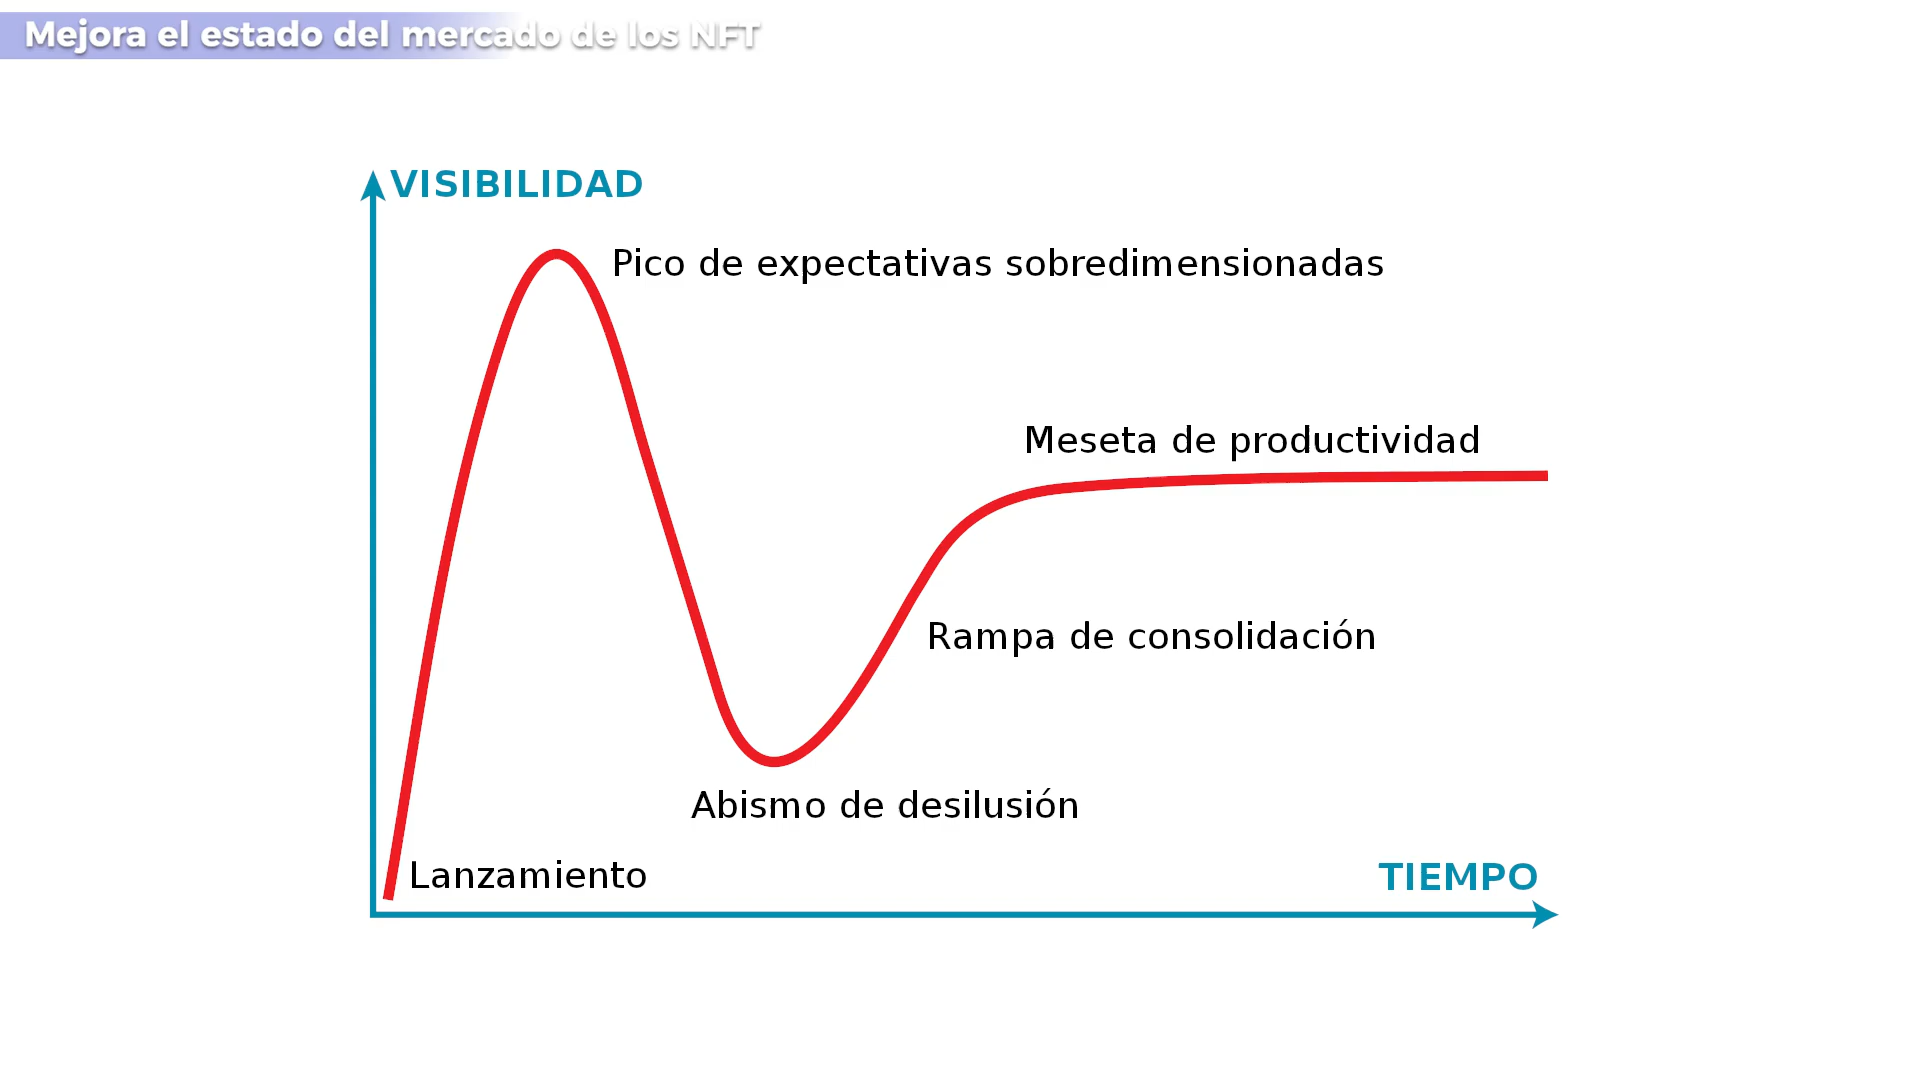 Mejora el estado del mercado de los NFT
VISIBILIDAD
Pico de expectativas sobredimensionadas
Meseta de productividad
Rampa de consolidación
Abismo de desilusión
Lanzamiento
TIEMPO